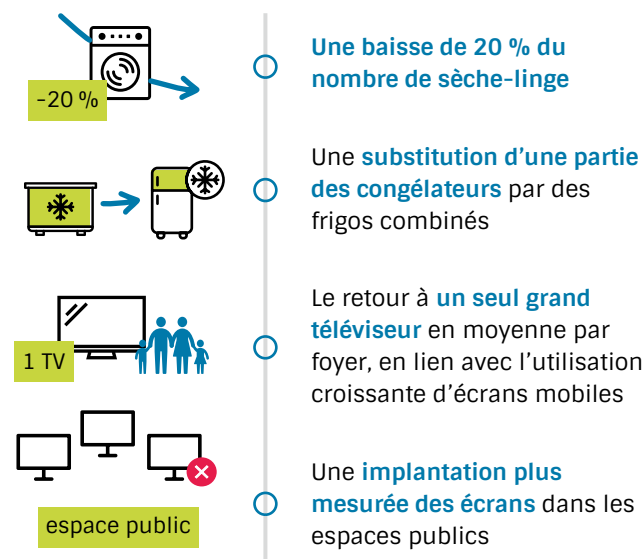 -20 %
Une baisse de 20 % du
nombre de sèche-linge
Une substitution d’une partie
des congélateurs par des
frigos combinés
1 TV
Le retour à un seul grand
téléviseur en moyenne par
foyer, en lien avec l’utilisation
croissante d’écrans mobiles
espace public
Une implantation plus
mesurée des écrans dans les
espaces publics